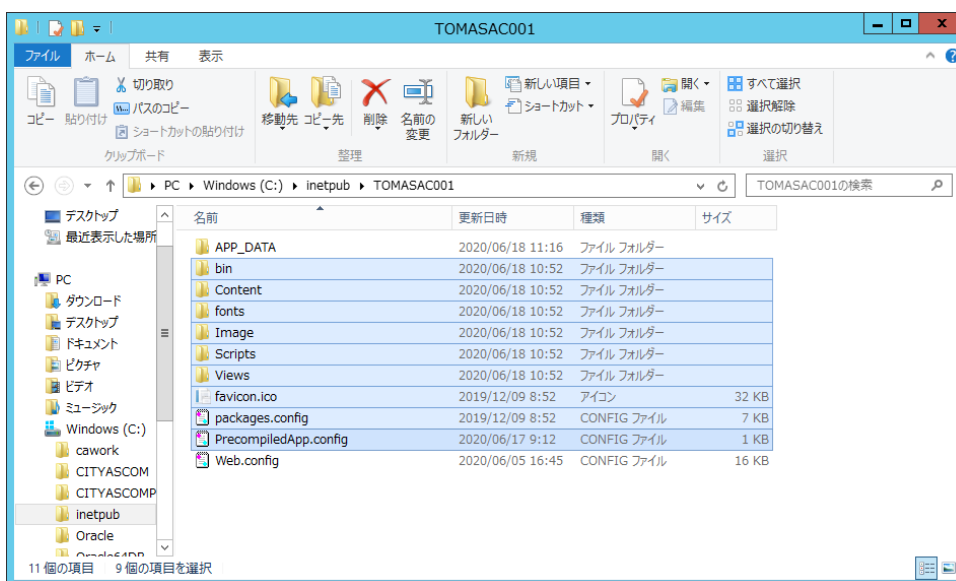 TOMASAC001
ファイル ホーム 共有 表示
コピー 貼り付け 切り取り
パスのコピー
ショートカットの貼り付け
クリップボード
移動先 コピー先 削除 名前の変更
整理
新しいフォルダー 新しい項目
ショートカット
新規
プロパティ 開く
編集
開く
すべて選択
選択解除
選択の切り替え
選択
PC Windows (C:) inetpub TOMASAC001
TOMASAC001の検索
デスクトップ
最近表示した場所
PC
ダウンロード
デスクトップ
ドキュメント
ピクチャ
ビデオ
ミュージック
Windows (C:)
cawork
CITYASCOM
CITYASCOMP
inetpub
Oracle
Oracle64DB
名前 更新日時 種類 サイズ
APP_DATA 2020/06/18 11:16 ファイル フォルダー
bin 2020/06/18 10:52 ファイル フォルダー
Content 2020/06/18 10:52 ファイル フォルダー
fonts 2020/06/18 10:52 ファイル フォルダー
Image 2020/06/18 10:52 ファイル フォルダー
Scripts 2020/06/18 10:52 ファイル フォルダー
Views 2020/06/18 10:52 ファイル フォルダー
favicon.ico 2019/12/09 8:52 アイコン 32 KB
packages.config 2019/12/09 8:52 CONFIG ファイル 7 KB
PrecompiledApp.config 2020/06/17 9:12 CONFIG ファイル 1 KB
Web.config 2020/06/05 16:45 CONFIG ファイル 16 KB
11 個の項目 9 個の項目を選択